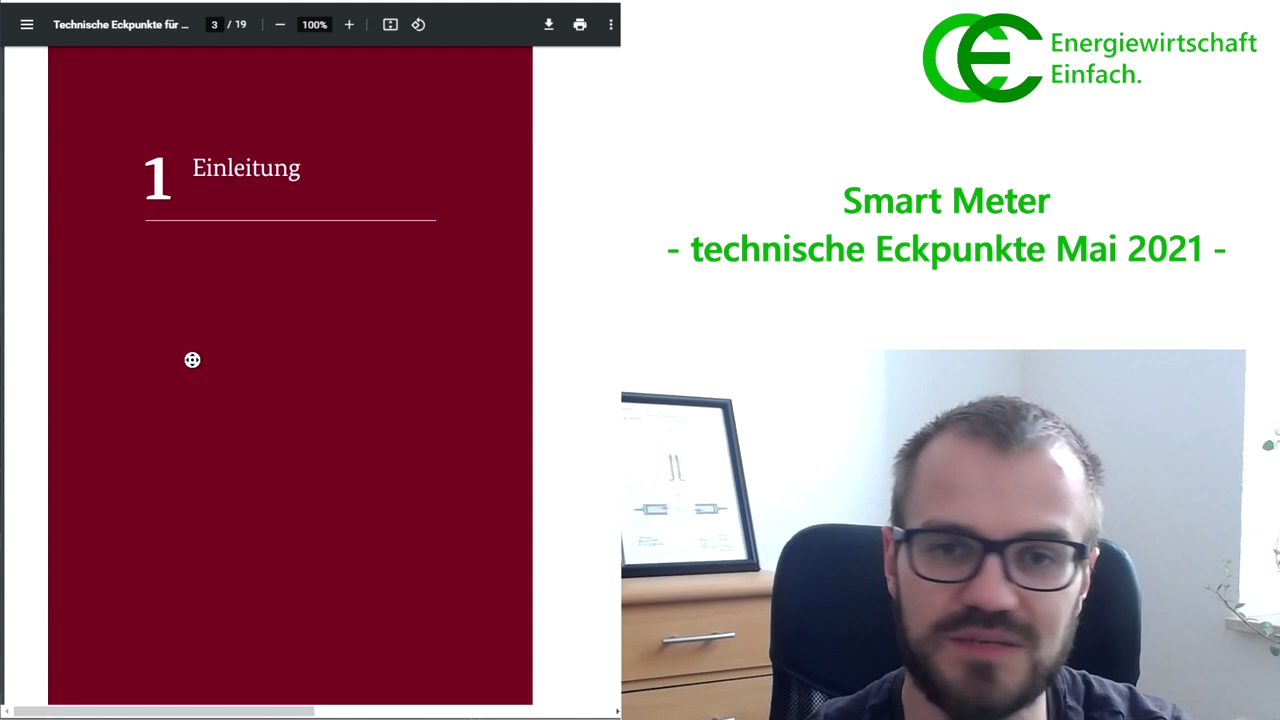 Technische Eckpunkte für ...
3 / 19
100%
1 Einleitung
Energiewirtschaft
Einfach.
Smart Meter
- technische Eckpunkte Mai 2021 -